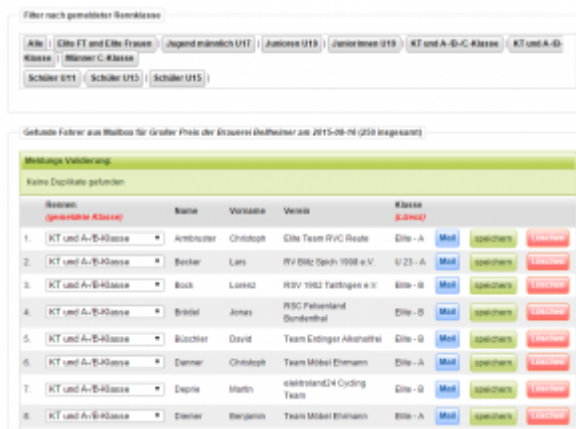 Filter nach gemeldeter Rennklasse
Alle | Elite FT und Elite Frauen | Jugend männlich U17 | Junioren U19 | Juniorinnen U19 | KT und A-/B-/C-Klasse | KT und A-/B-
Klasse | Männer C-Klasse
Schüler U11 | Schüler U13 | Schüler U15 |
Gefunde Fahrer aus Mailbox für Großer Preis der Brauerei Bellheimer am 2015-08-16 (250 insgesamt)
Meldungs Validierung:
Keine Duplikate gefunden
Rennen Name Vorname Verein Klasse
(gemeldete Klasse) (Lizenz)
1. KT und A-/B-Klasse Armbruster Christoph Elite Team RVC Reute Elite - A Mail speichern Löschen
2. KT und A-/B-Klasse Becker Lars RV Blitz Spich 1908 e.V. U 23 - A Mail speichern Löschen
3. KT und A-/B-Klasse Bock Lorenz RSV 1902 Tailfingen e.V. Elite - B Mail speichern Löschen
4. KT und A-/B-Klasse Brödel Jonas RSC Felsenland Elite - B Mail speichern Löschen
Bundenthal
5. KT und A-/B-Klasse Büschler David Team Erdinger Alkoholfrei Elite - B Mail speichern Löschen
6. KT und A-/B-Klasse Danner Christoph Team Möbel Ehrmann Elite - A Mail speichern Löschen
7. KT und A-/B-Klasse Deprie Martin elektroland24 Cycling Elite - B Mail speichern Löschen
Team
8. KT und A-/B-Klasse Diemer Benjamin Team Möbel Ehrmann Elite - A Mail speichern Löschen